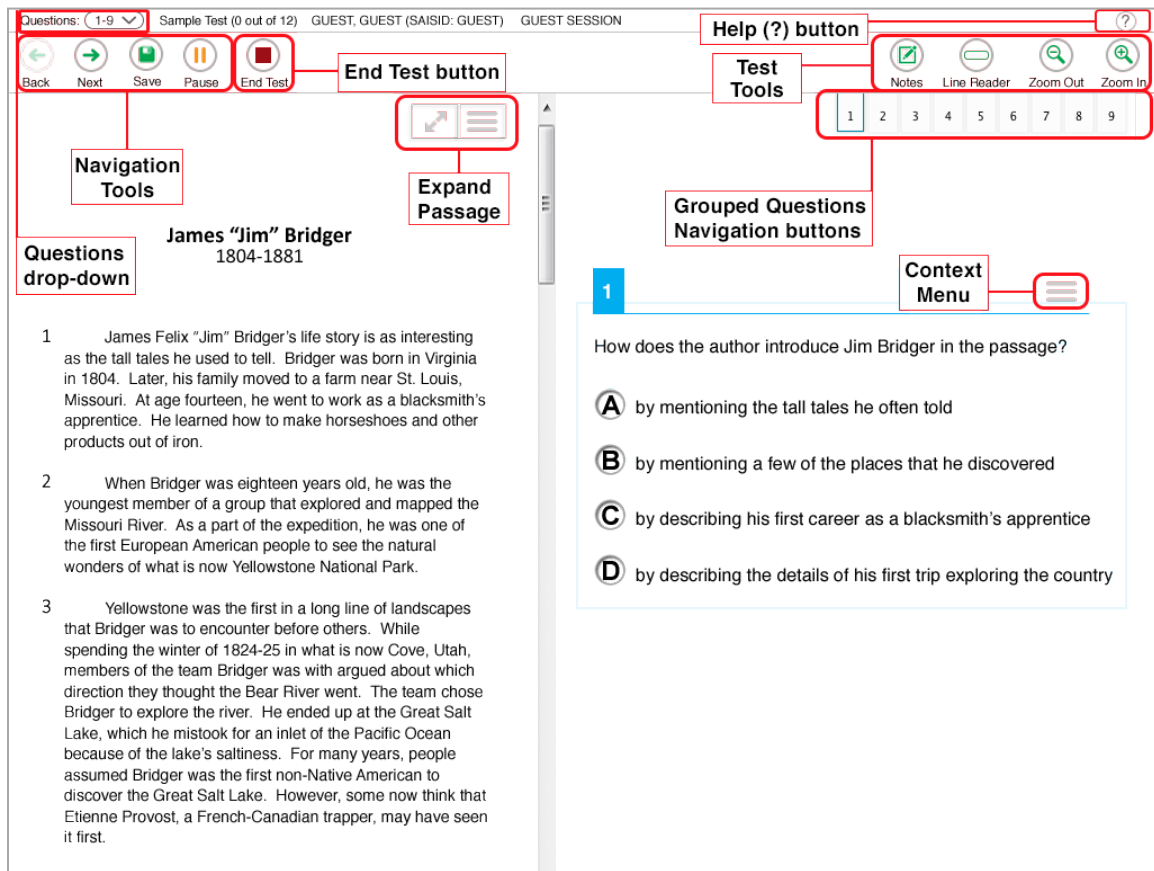 Questions: 1-9 Sample Test (0 out of 12) GUEST, GUEST (SAISID: GUEST) GUEST SESSION
Help (?) button
?
Back Next Save Pause End Test
End Test button
Test
Tools
Notes Line Reader Zoom Out Zoom In
1 2 3 4 5 6 7 8 9
Navigation
Tools
Expand
Passage
Grouped Questions
Navigation buttons
Questions
drop-down
James “Jim” Bridger
1804-1881
1 James Felix “Jim” Bridger’s life story is as interesting
as the tall tales he used to tell. Bridger was born in Virginia
in 1804. Later, his family moved to a farm near St. Louis,
Missouri. At age fourteen, he went to work as a blacksmith’s
apprentice. He learned how to make horseshoes and other
products out of iron.
2 When Bridger was eighteen years old, he was the
youngest member of a group that explored and mapped the
Missouri River. As a part of the expedition, he was one of
the first European American people to see the natural
wonders of what is now Yellowstone National Park.
3 Yellowstone was the first in a long line of landscapes
that Bridger was to encounter before others. While
spending the winter of 1824-25 in what is now Cove, Utah,
members of the team Bridger was with argued about which
direction they thought the Bear River went. The team chose
Bridger to explore the river. He ended up at the Great Salt
Lake, which he mistook for an inlet of the Pacific Ocean
because of the lake’s saltiness. For many years, people
assumed Bridger was the first non-Native American to
discover the Great Salt Lake. However, some now think that
Etienne Provost, a French-Canadian trapper, may have seen
it first.
Context
Menu
1
How does the author introduce Jim Bridger in the passage?
A by mentioning the tall tales he often told
B by mentioning a few of the places that he discovered
C by describing his first career as a blacksmith’s apprentice
D by describing the details of his first trip exploring the country